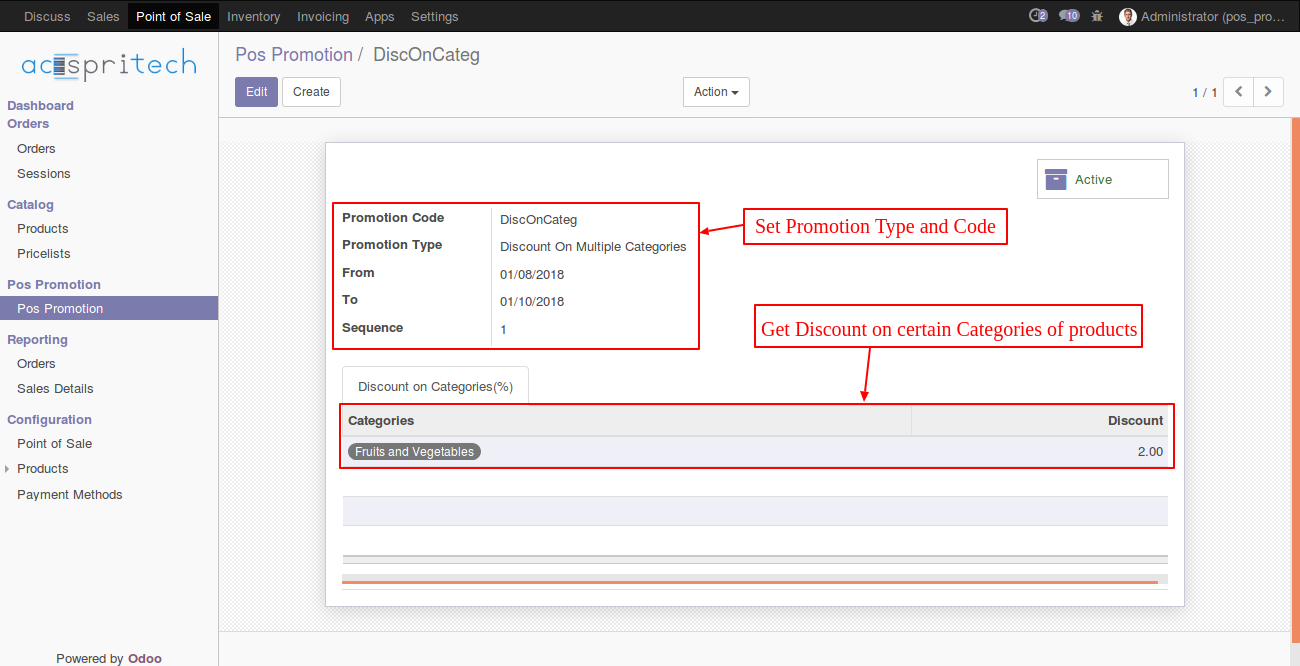 Discuss Sales Point of Sale Inventory Invoicing Apps Settings 2 10 Administrator (pos_pro...
acespritech
Pos Promotion / DiscOnCateg
Edit Create Action 1 / 1
Dashboard
Orders
Orders
Sessions
Catalog
Products
Pricelists
Pos Promotion
Pos Promotion
Reporting
Orders
Sales Details
Configuration
Point of Sale
Products
Payment Methods
Powered by Odoo
Active
Promotion Code DiscOnCateg
Promotion Type Discount On Multiple Categories
From 01/08/2018
To 01/10/2018
Sequence 1
Set Promotion Type and Code
Get Discount on certain Categories of products
Discount on Categories(%)
Categories Discount
Fruits and Vegetables 2.00